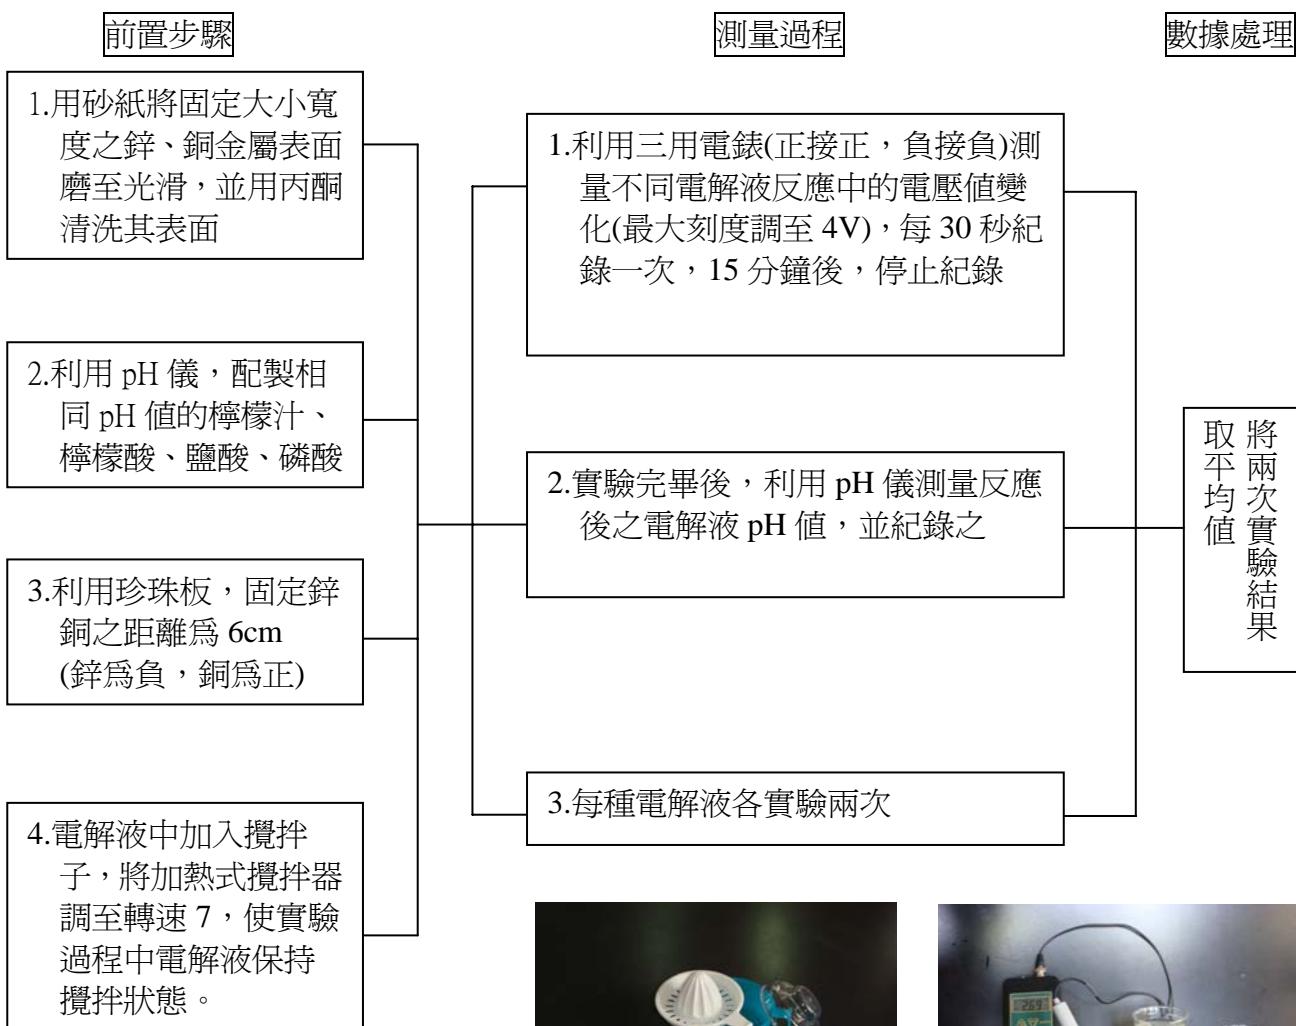 前置步驟
測量過程
數據處理
1.用砂紙將固定大小寬
度之鋅、銅金屬表面
磨至光滑，並用丙酮
清洗其表面
2.利用 pH 儀，配製相
同 pH 值的檸檬汁、
檸檬酸、鹽酸、磷酸
3.利用珍珠板，固定鋅
銅之距離爲 6cm
(鋅爲負，銅爲正)
4.電解液中加入攪拌
子，將加熱式攪拌器
調至轉速 7，使實驗
過程中電解液保持
攪拌狀態。
1.利用三用電錶(正接正，負接負)測
量不同電解液反應中的電壓值變
化(最大刻度調至 4V)，每 30 秒紀
錄一次，15 分鐘後，停止紀錄
2.實驗完畢後，利用 pH 儀測量反應
後之電解液 pH 值，並紀錄之
3.每種電解液各實驗兩次
將兩次實驗結果
取平均值